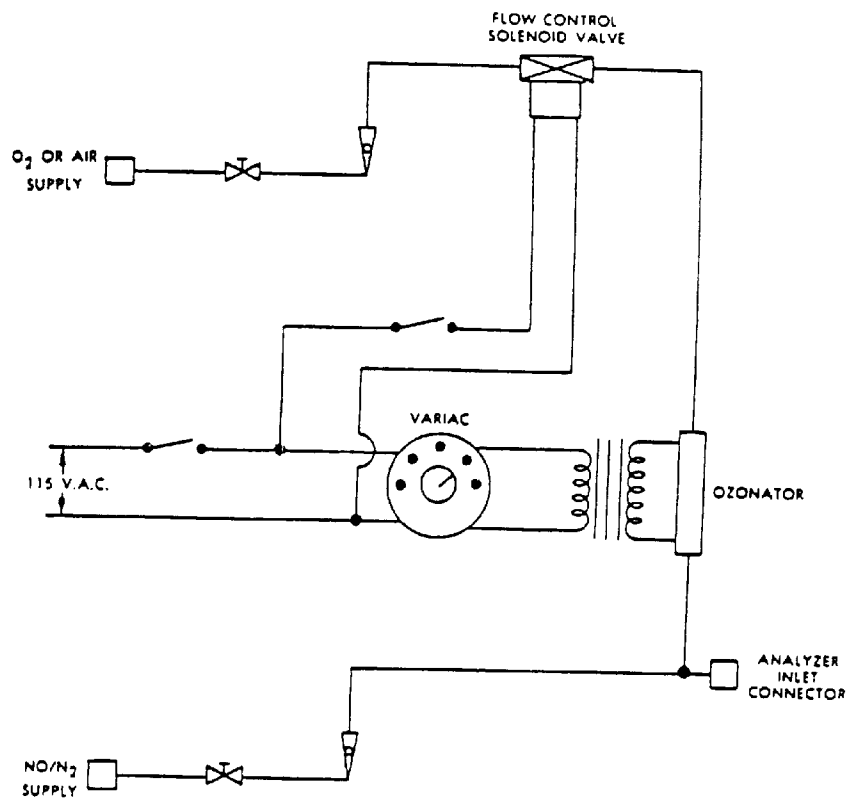 FLOW CONTROL
SOLENOID VALVE
O2 OR AIR
SUPPLY
VARIAC
115 V.A.C.
OZONATOR
ANALYZER
INLET
CONNECTOR
NO/N2
SUPPLY